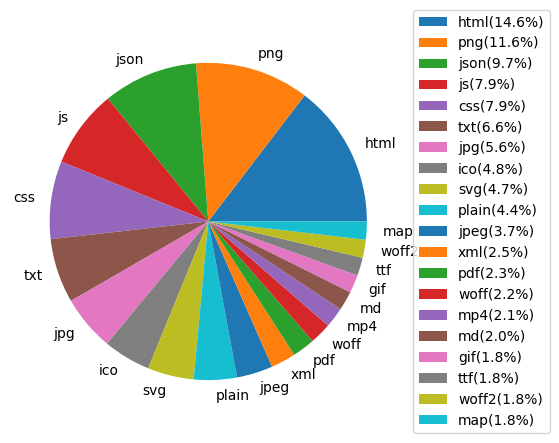 html
png
json
js
css
txt
jpg
ico
svg
plain
jpeg
xml
pdf
woff
mp4
md
gif
ttf
woff2
map
html(14.6%)
png(11.6%)
json(9.7%)
js(7.9%)
css(7.9%)
txt(6.6%)
jpg(5.6%)
ico(4.8%)
svg(4.7%)
plain(4.4%)
jpeg(3.7%)
xml(2.5%)
pdf(2.3%)
woff(2.2%)
mp4(2.1%)
md(2.0%)
gif(1.8%)
ttf(1.8%)
woff2(1.8%)
map(1.8%)